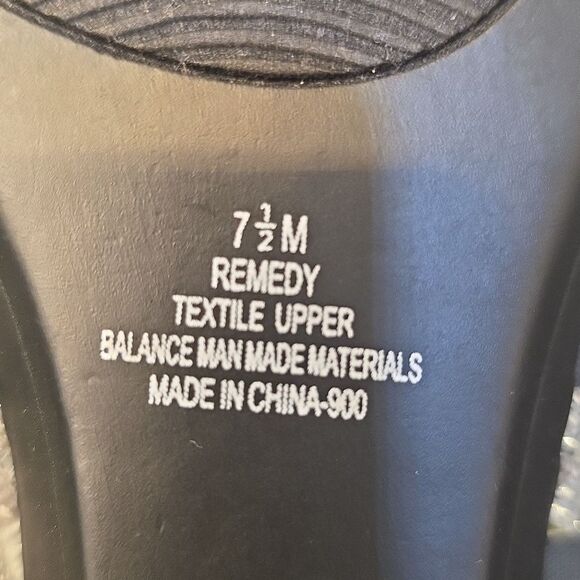 7 ½ M
REMEDY
TEXTILE UPPER
BALANCE MAN MADE MATERIALS
MADE IN CHINA-900